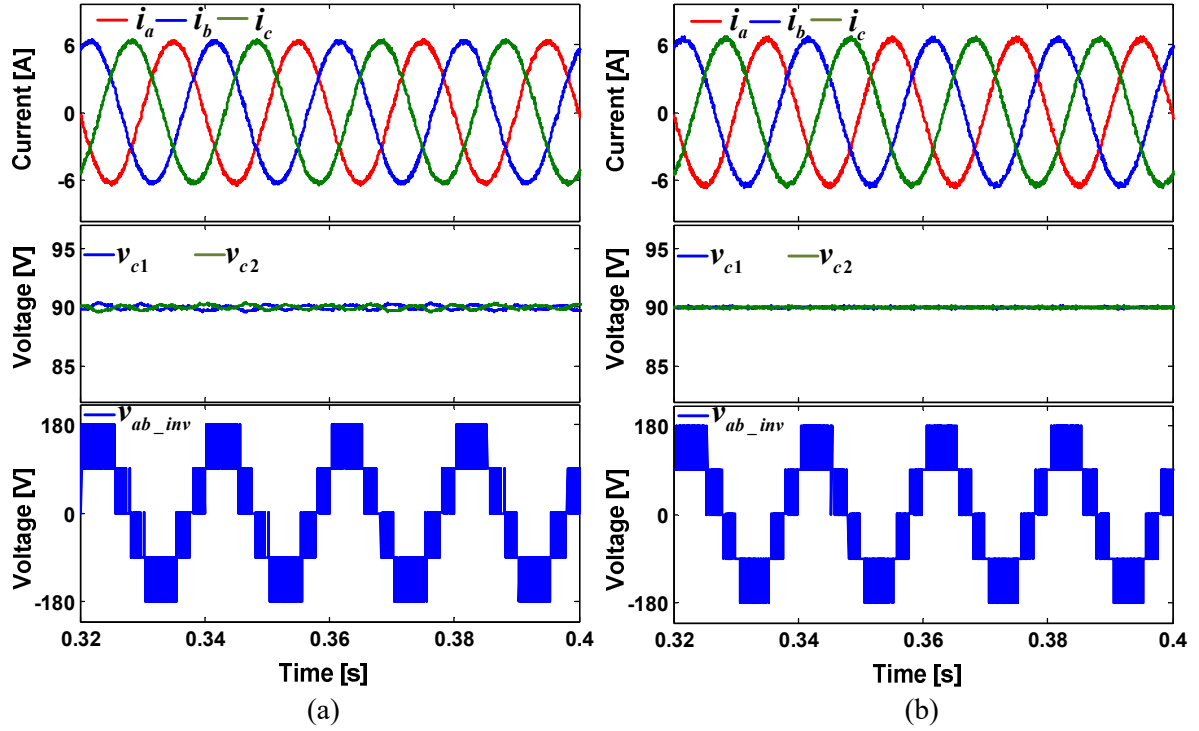 i_a i_b i_c
Current [A]
6
0
-6
v_c1 v_c2
Voltage [V]
95
90
85
v_ab_inv
Voltage [V]
180
0
-180
0.32 0.34 0.36 0.38 0.4
Time [s]
(a)
i_a i_b i_c
Current [A]
6
0
-6
v_c1 v_c2
Voltage [V]
95
90
85
v_ab_inv
Voltage [V]
180
0
-180
0.32 0.34 0.36 0.38 0.4
Time [s]
(b)